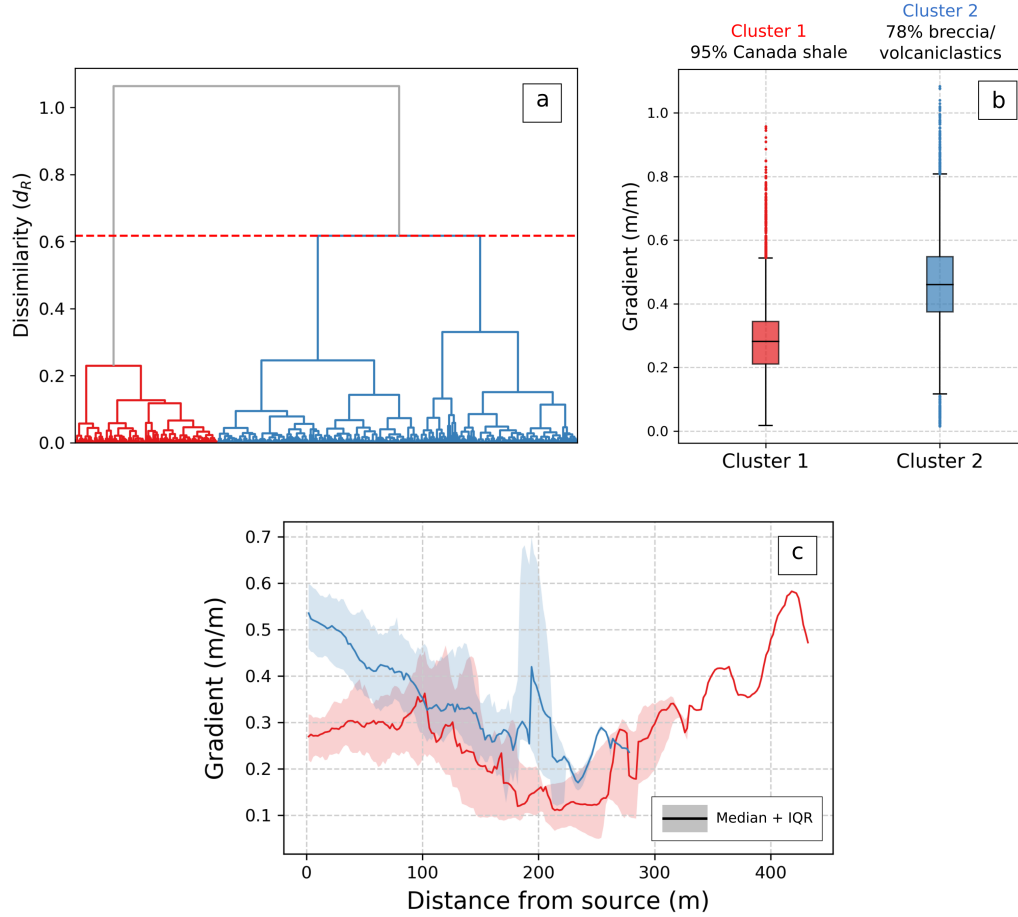 Cluster 1
95% Canada shale
Cluster 2
78% breccia/
volcaniclastics
a
Dissimilarity (d_R)
1.0
0.8
0.6
0.4
0.2
0.0
b
Gradient (m/m)
1.0
0.8
0.6
0.4
0.2
0.0
Cluster 1
Cluster 2
c
Gradient (m/m)
0.7
0.6
0.5
0.4
0.3
0.2
0.1
Median + IQR
0
100
200
300
400
Distance from source (m)